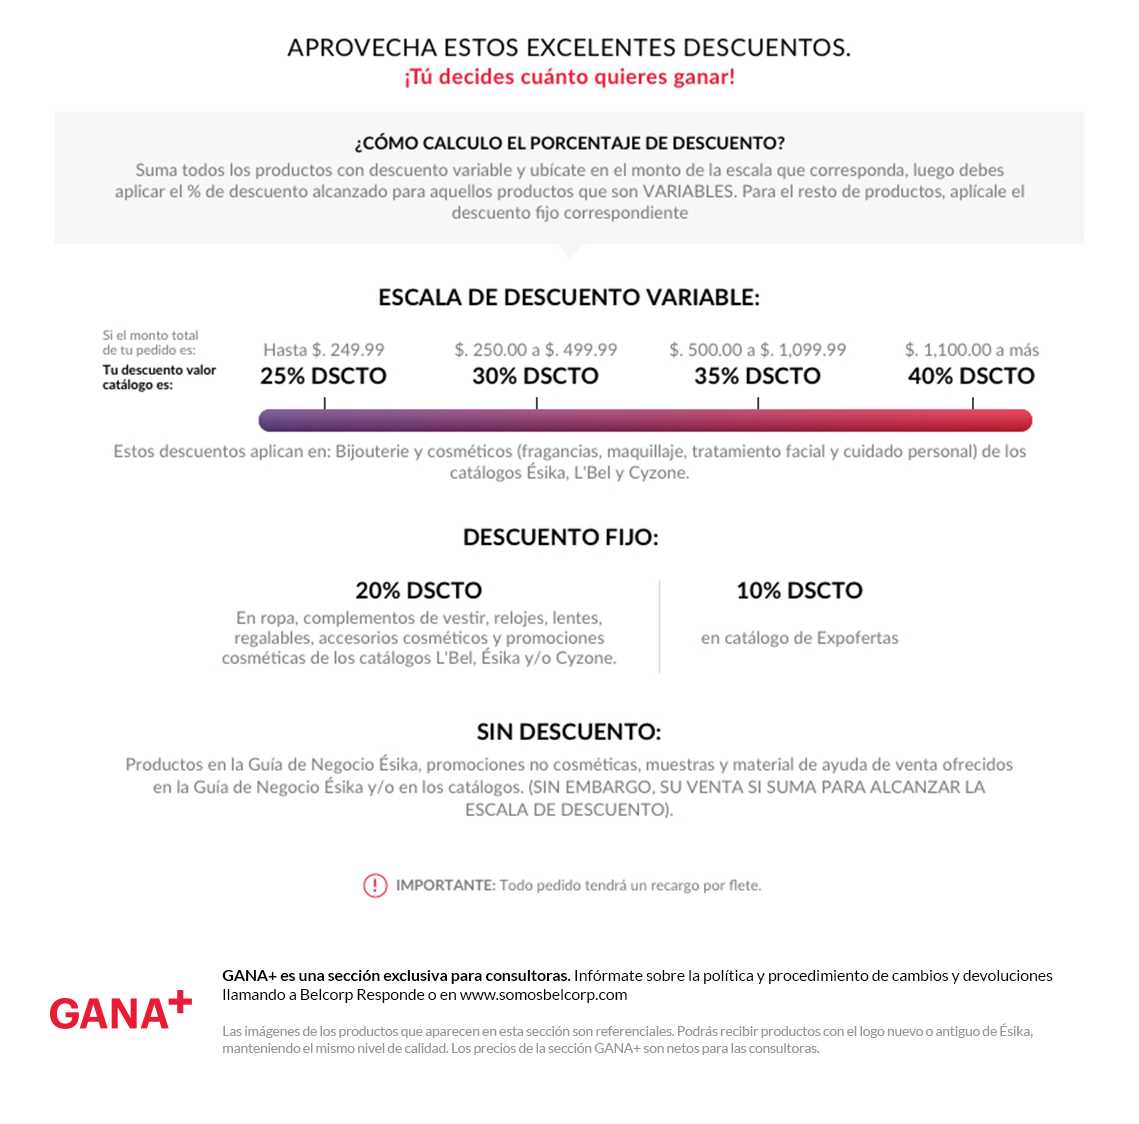 APROVECHA ESTOS EXCELENTES DESCUENTOS.
¡Tú decides cuánto quieres ganar!
¿CÓMO CALCULO EL PORCENTAJE DE DESCUENTO?
Suma todos los productos con descuento variable y ubícate en el monto de la escala que corresponda, luego debes
aplicar el % de descuento alcanzado para aquellos productos que son VARIABLES. Para el resto de productos, aplícale el
descuento fijo correspondiente
ESCALA DE DESCUENTO VARIABLE:
Si el monto total
de tu pedido es:
Tu descuento valor
catálogo es:
Hasta $. 249.99
25% DSCTO
$. 250.00 a $. 499.99
30% DSCTO
$. 500.00 a $. 1,099.99
35% DSCTO
$. 1,100.00 a más
40% DSCTO
Estos descuentos aplican en: Bijouterie y cosméticos (fragancias, maquillaje, tratamiento facial y cuidado personal) de los
catálogos Ésika, L'Bel y Cyzone.
DESCUENTO FIJO:
20% DSCTO
En ropa, complementos de vestir, relojes, lentes,
regalables, accesorios cosméticos y promociones
cosméticas de los catálogos L'Bel, Ésika y/o Cyzone.
10% DSCTO
en catálogo de Expofertas
SIN DESCUENTO:
Productos en la Guía de Negocio Ésika, promociones no cosméticas, muestras y material de ayuda de venta ofrecidos
en la Guía de Negocio Ésika y/o en los catálogos. (SIN EMBARGO, SU VENTA SI SUMA PARA ALCANZAR LA
ESCALA DE DESCUENTO).
! IMPORTANTE: Todo pedido tendrá un recargo por flete.
GANA+
GANA+ es una sección exclusiva para consultoras. Infórmate sobre la política y procedimiento de cambios y devoluciones
llamando a Belcorp Responde o en www.somosbelcorp.com
Las imágenes de los productos que aparecen en esta sección son referenciales. Podrás recibir productos con el logo nuevo o antiguo de Ésika,
manteniendo el mismo nivel de calidad. Los precios de la sección GANA+ son netos para las consultoras.